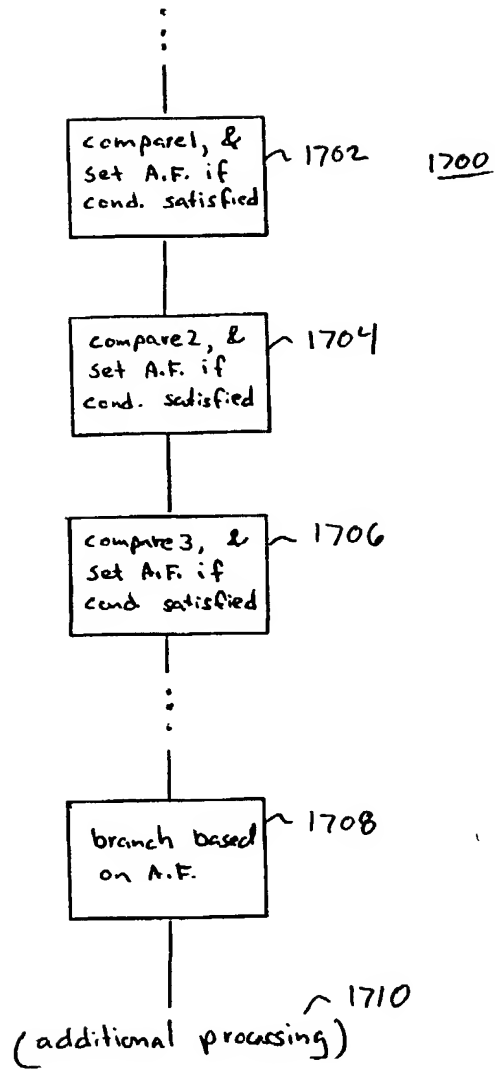 compare1, &
set A.F. if
cond. satisfied
1702
1700
compare2, &
set A.F. if
cond. satisfied
1704
compare3, &
set A.F. if
cond. satisfied
1706
branch based
on A.F.
1708
1710
(additional processing)